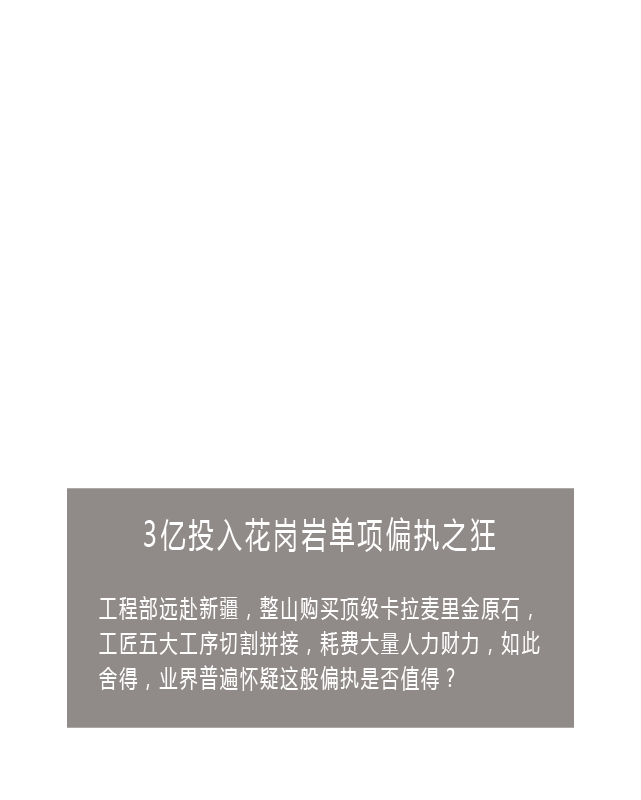 3亿投入花岗岩单项偏执之狂
工程部远赴新疆，整山购买顶级卡拉麦里金原石，
工匠五大工序切割拼接，耗费大量人力财力，如此
舍得，业界普遍怀疑这般偏执是否值得？